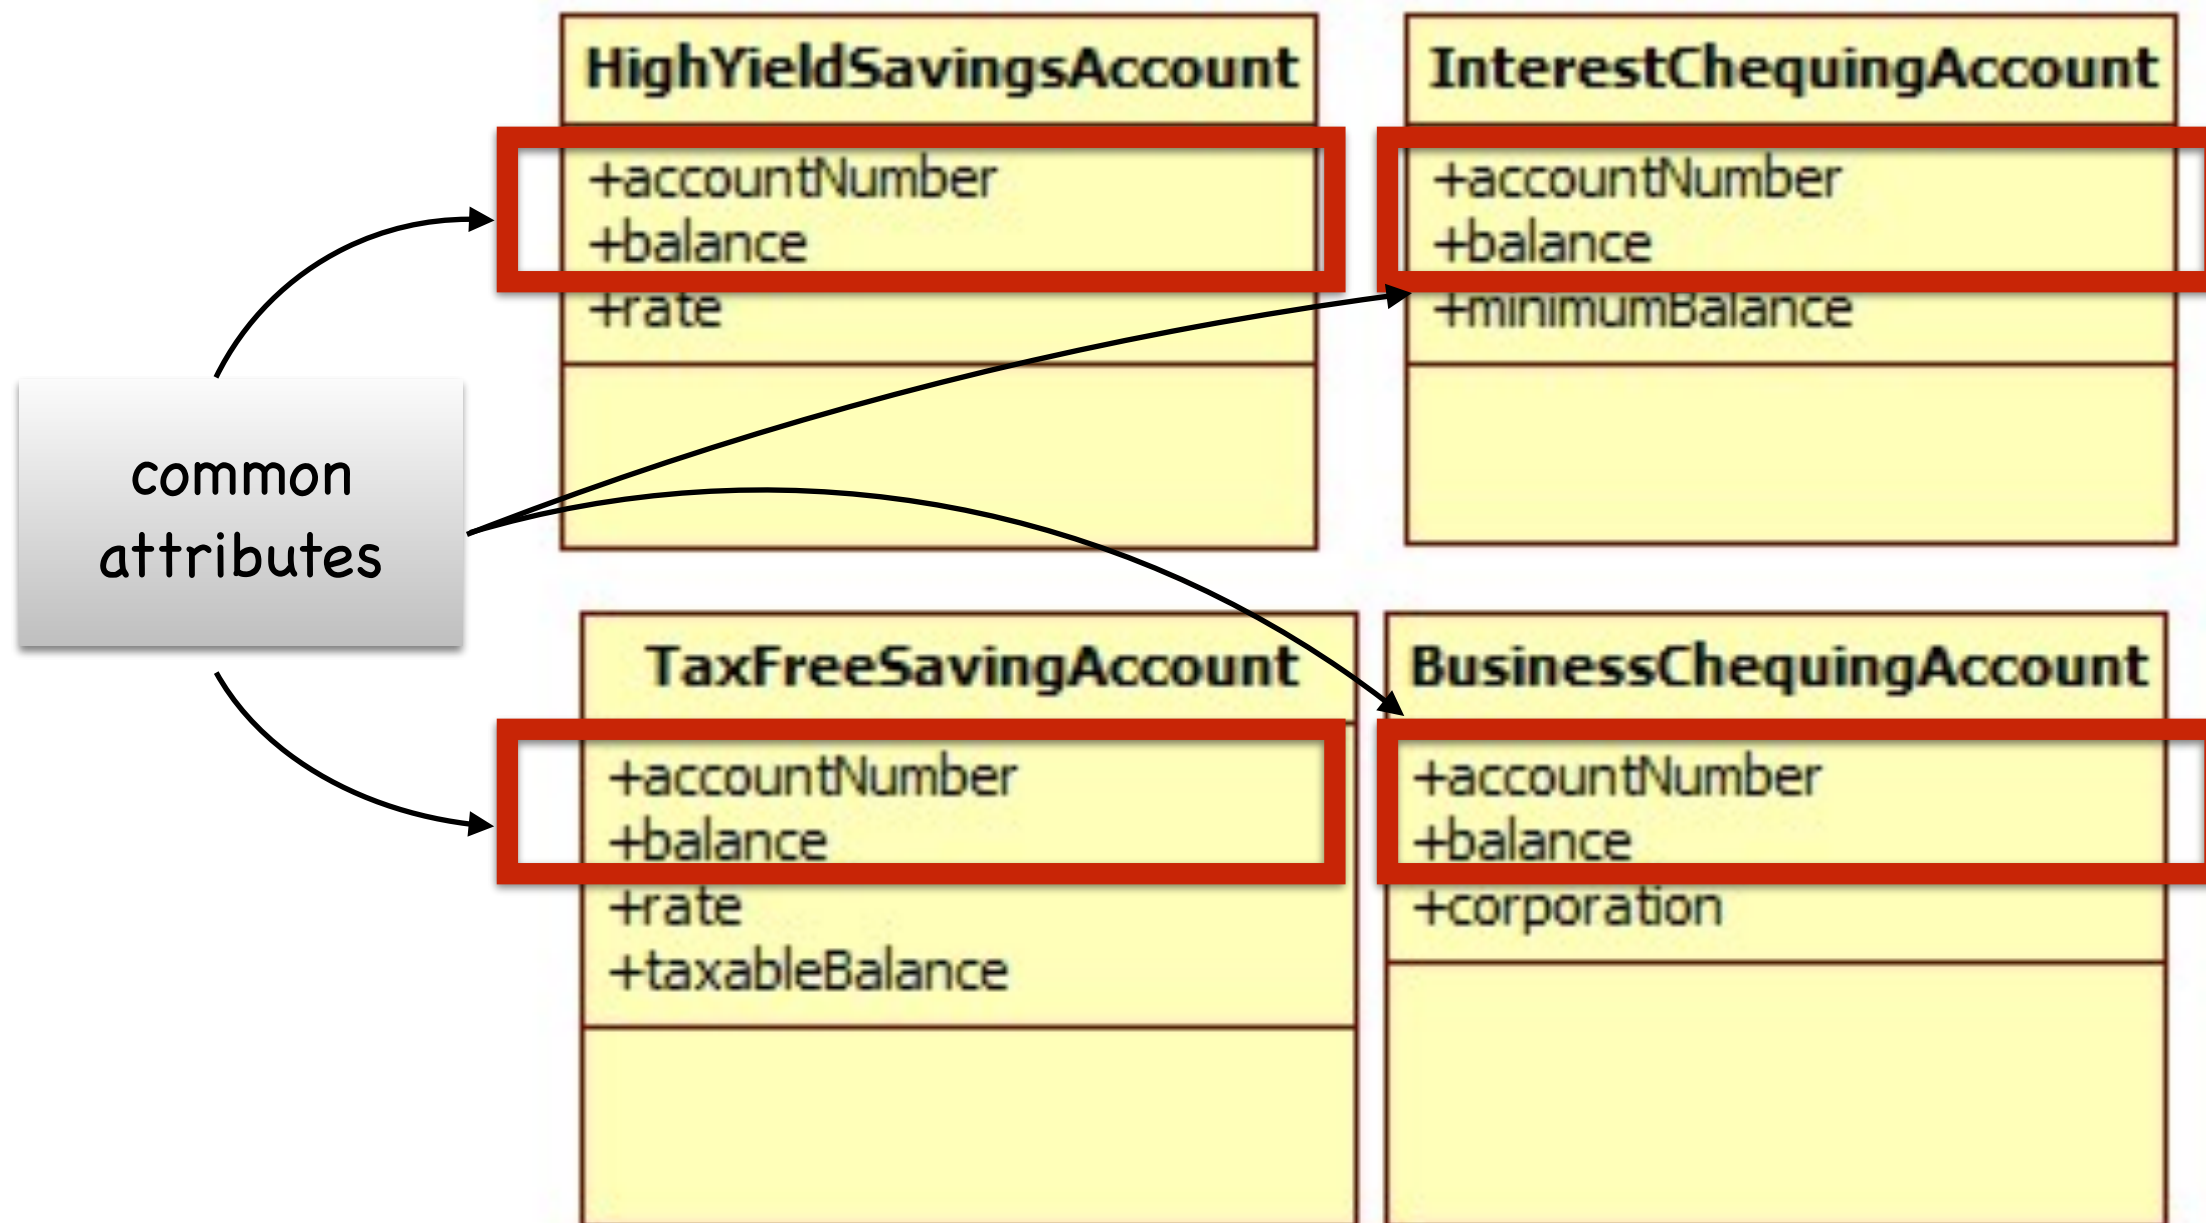 HighYieldSavingsAccount
+accountNumber
+balance
+rate
InterestChequingAccount
+accountNumber
+balance
+minimumBalance
common
attributes
TaxFreeSavingAccount
+accountNumber
+balance
+rate
+taxableBalance
BusinessChequingAccount
+accountNumber
+balance
+corporation